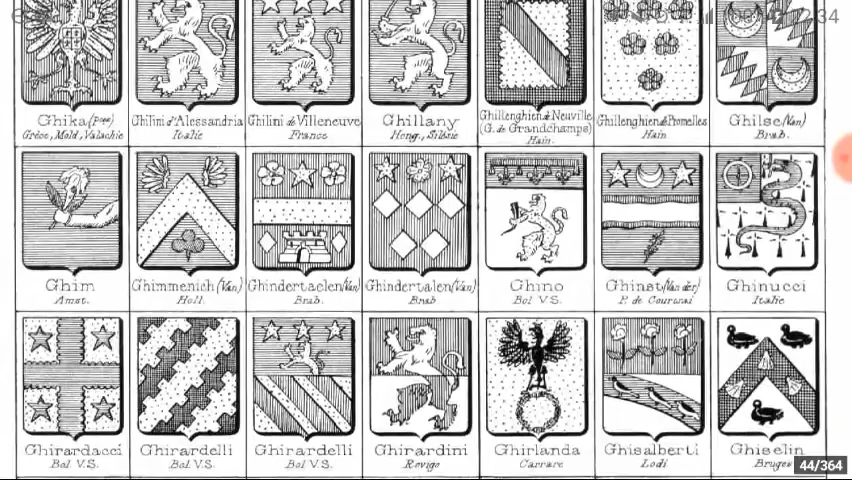 Ghika (Pces)
Grèce, Mold, Valachie
Ghilini d'Alessandria
Italie
Ghilini de Villeneuve
France
Ghillany
Hong., Silésie
Ghillenghien de Neuville
(G. de Grandchamps)
Hain.
Ghillenghien de Promelles
Hain
Ghilse (Van)
Brab.
Ghim
Amst.
Ghimmenich (Van)
Holl.
Ghindertaelen (Van)
Brab.
Ghindertalen (Van)
Brab
Ghino
Bol V.S.
Ghinst (Van der)
P. de Courtrai
Ghinucci
Italie
Ghirardacci
Bol. V.S.
Ghirardelli
Bol. V.S.
Ghirardelli
Bol V.S.
Ghirardini
Rovigo
Ghirlanda
Carrare
Ghisalberti
Lodi
Ghiselin
Bruges
44/364